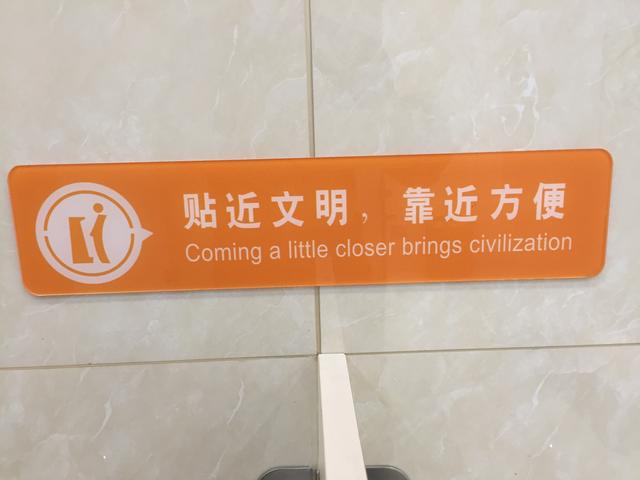 贴近文明，靠近方便
Coming a little closer brings civilization